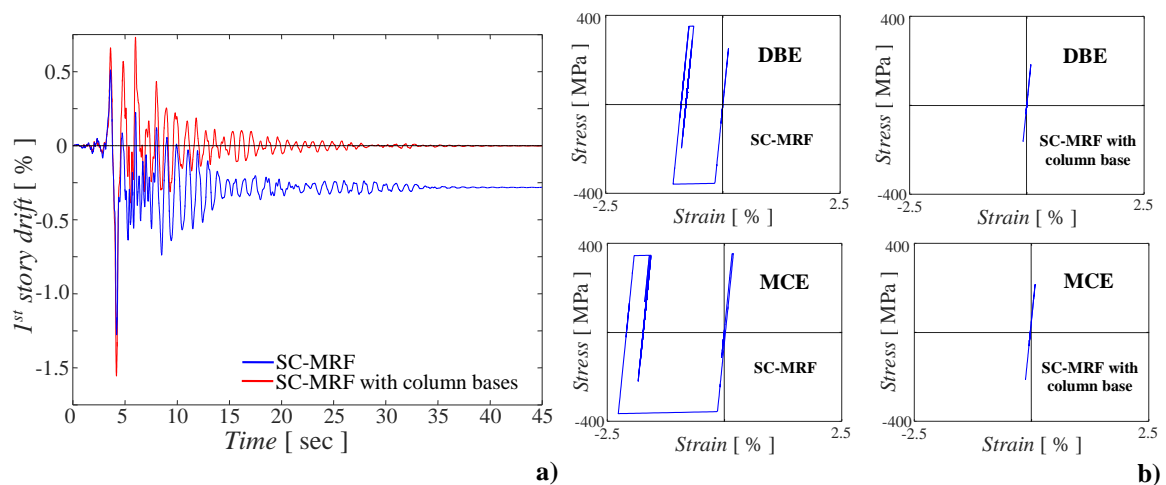 0.5
0
-0.5
-1.0
-1.5
1st story drift [ % ]
0 5 10 15 20 25 30 35 40 45
Time [ sec ]
SC-MRF
SC-MRF with column bases
a)
400
-400
Stress [ MPa ]
-2.5 2.5
Strain [ % ]
DBE
SC-MRF
400
-400
Stress [ MPa ]
-2.5 2.5
Strain [ % ]
DBE
SC-MRF with
column base
400
-400
Stress [ MPa ]
-2.5 2.5
Strain [ % ]
MCE
SC-MRF
400
-400
Stress [ MPa ]
-2.5 2.5
Strain [ % ]
MCE
SC-MRF with
column base
b)